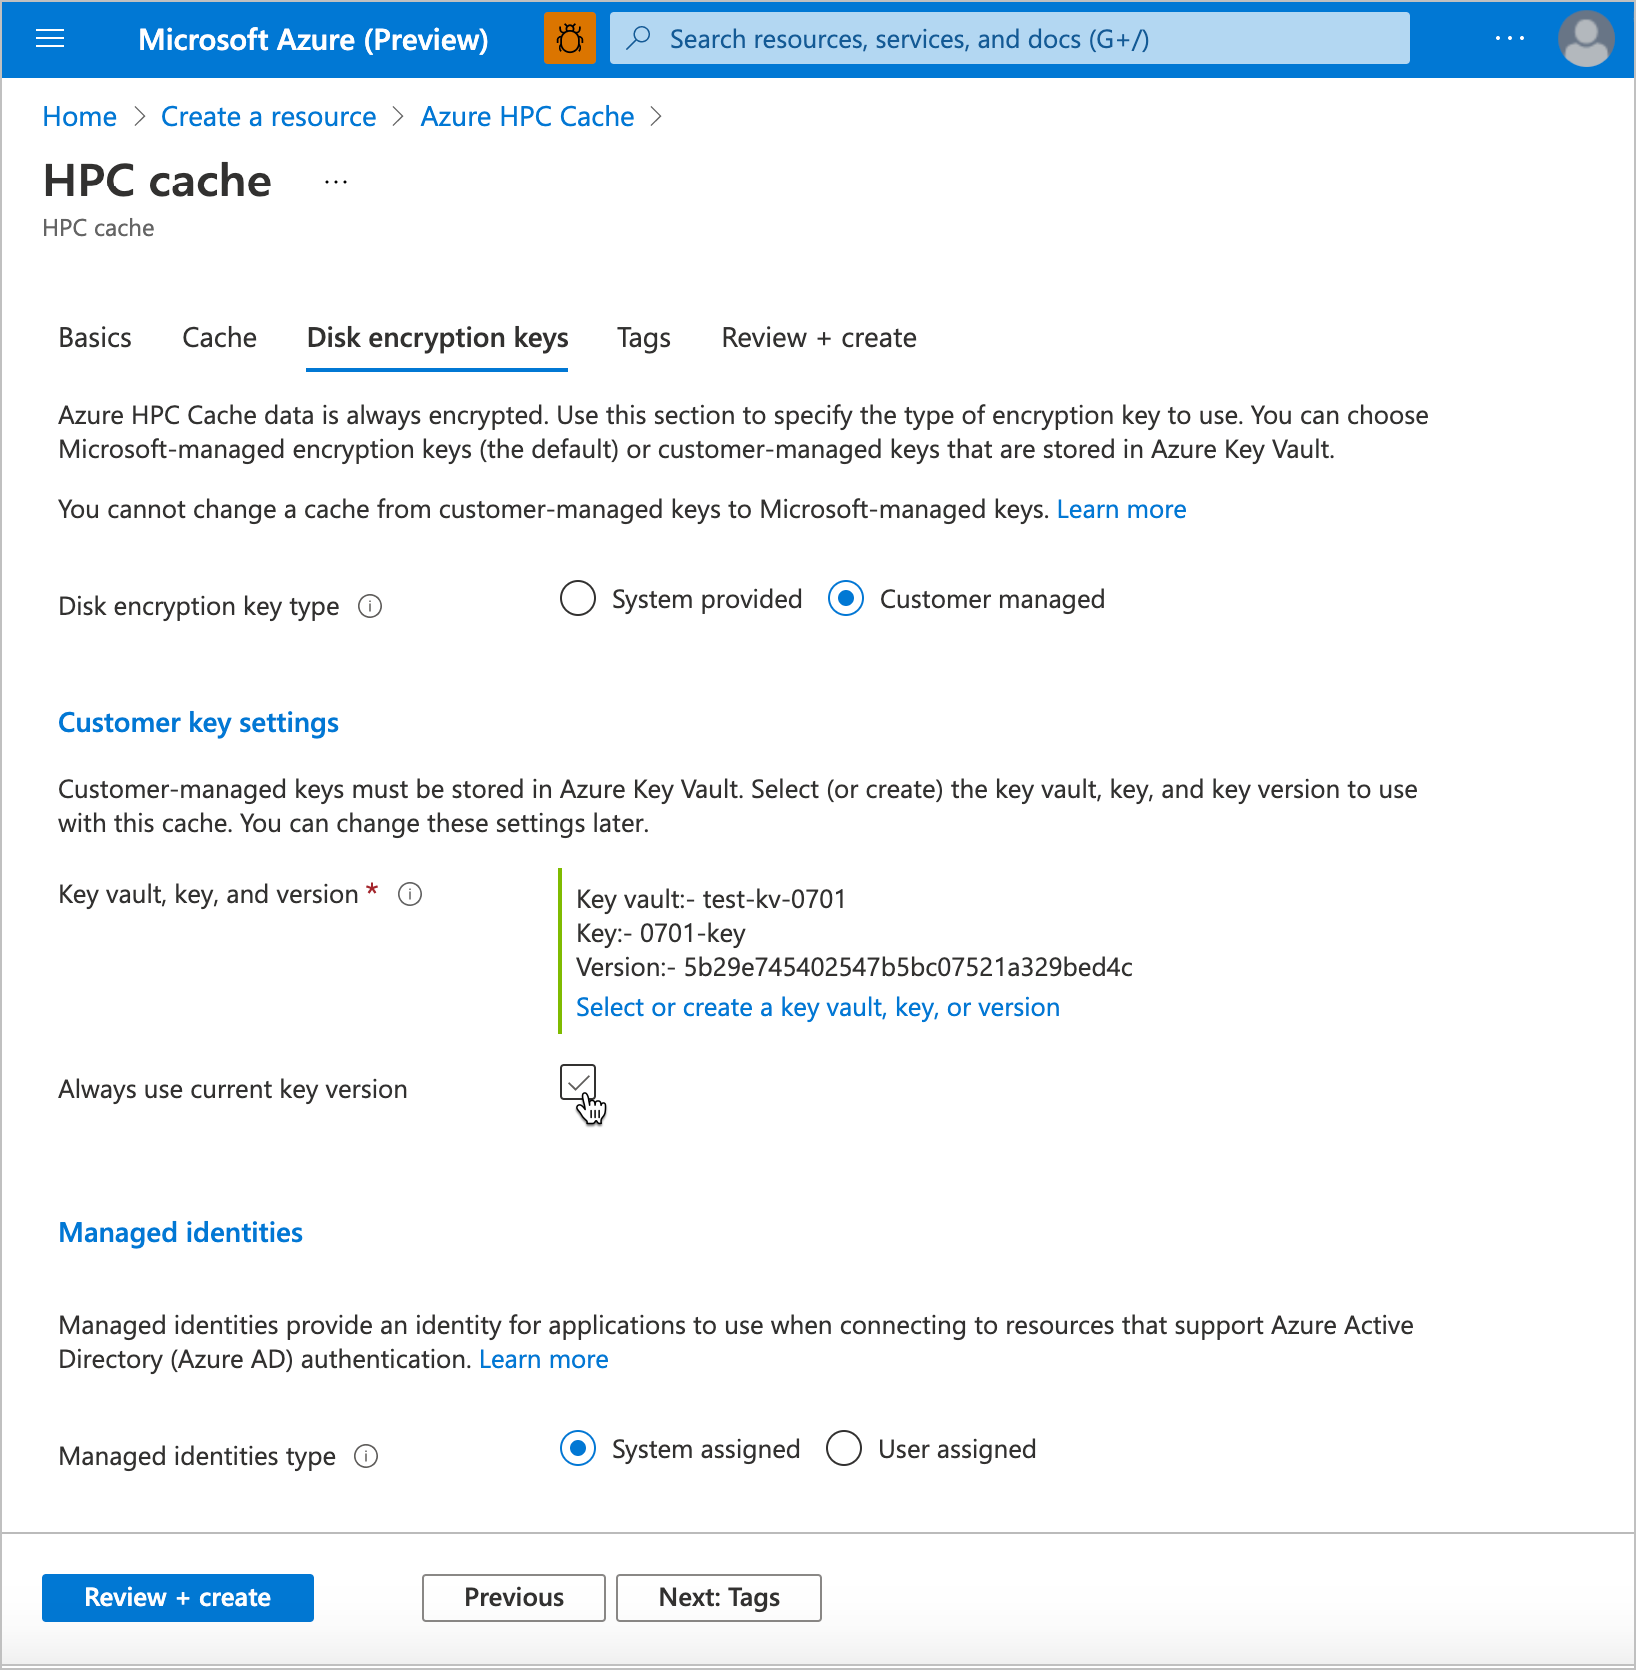 Microsoft Azure (Preview)
Search resources, services, and docs (G+/)
Home > Create a resource > Azure HPC Cache >
HPC cache ...
HPC cache
Basics Cache Disk encryption keys Tags Review + create
Azure HPC Cache data is always encrypted. Use this section to specify the type of encryption key to use. You can choose
Microsoft-managed encryption keys (the default) or customer-managed keys that are stored in Azure Key Vault.
You cannot change a cache from customer-managed keys to Microsoft-managed keys. Learn more
Disk encryption key type System provided Customer managed
Customer key settings
Customer-managed keys must be stored in Azure Key Vault. Select (or create) the key vault, key, and key version to use
with this cache. You can change these settings later.
Key vault, key, and version *
Key vault:- test-kv-0701
Key:- 0701-key
Version:- 5b29e745402547b5bc07521a329bed4c
Select or create a key vault, key, or version
Always use current key version
Managed identities
Managed identities provide an identity for applications to use when connecting to resources that support Azure Active
Directory (Azure AD) authentication. Learn more
Managed identities type System assigned User assigned
Review + create Previous Next: Tags